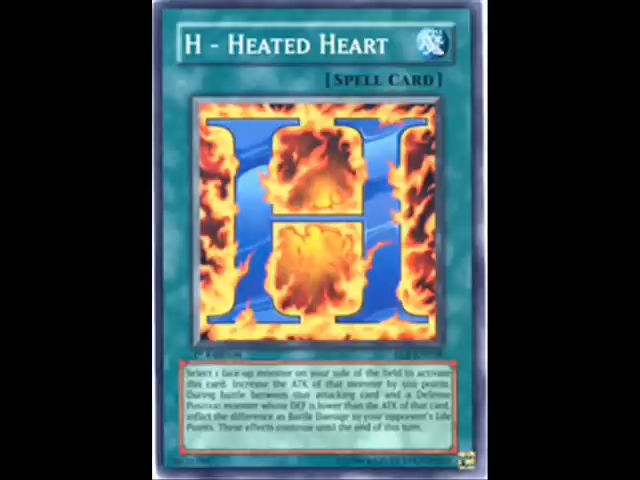 H - HEATED HEART
[SPELL CARD]
H
1st Edition
Select 1 face-up monster on your side of the field to activate
this card. Increase the ATK of that monster by 500 points.
During battle between that attacking card and a Defense
Position monster whose DEF is lower than the ATK of that card,
inflict the difference as Battle Damage to your opponent's Life
Points. These effects continue until the end of this turn.